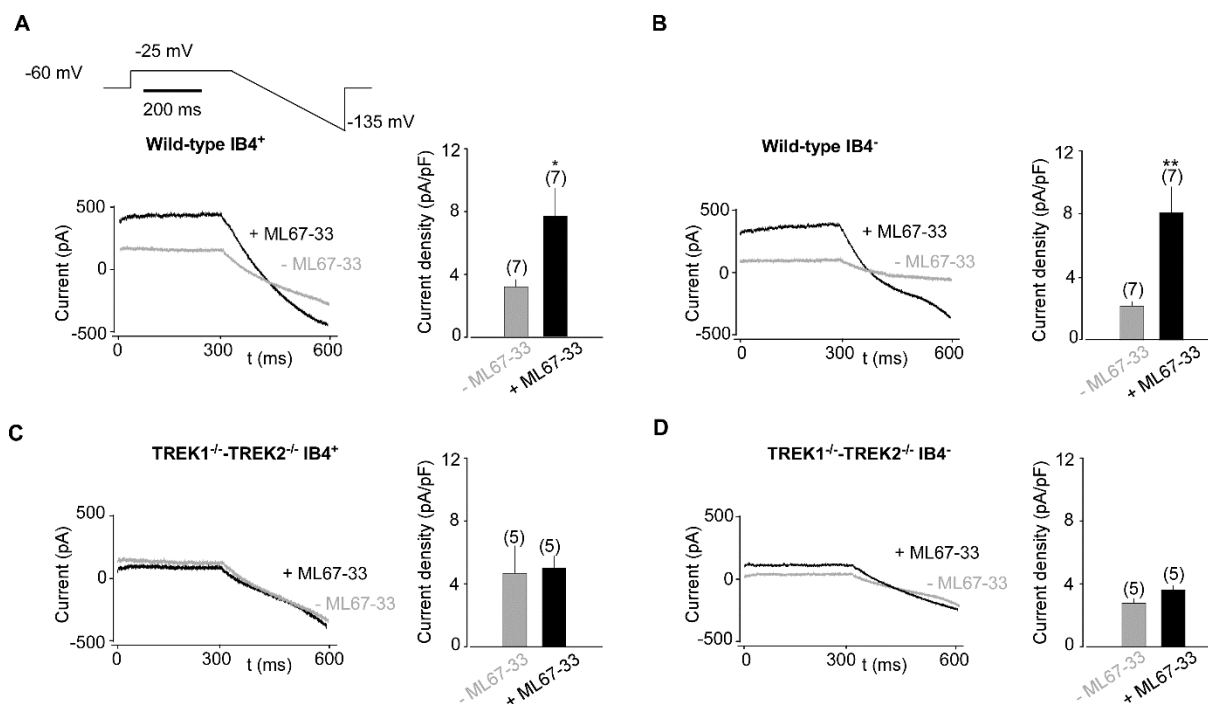 A
-25 mV
-60 mV
200 ms
-135 mV
Wild-type IB4+
500
0
-500
Current (pA)
+ ML67-33
- ML67-33
0 300 600
t (ms)
12
8
4
0
Current density (pA/pF)
*
(7)
(7)
- ML67-33
+ ML67-33
B
Wild-type IB4-
500
0
-500
Current (pA)
+ ML67-33
- ML67-33
0 300 600
t (ms)
12
8
4
0
Current density (pA/pF)
**
(7)
(7)
- ML67-33
+ ML67-33
C
TREK1-/--TREK2-/- IB4+
500
0
-500
Current (pA)
+ ML67-33
- ML67-33
0 300 600
t (ms)
12
8
4
0
Current density (pA/pF)
(5) (5)
- ML67-33
+ ML67-33
D
TREK1-/--TREK2-/- IB4-
500
0
-500
Current (pA)
+ ML67-33
- ML67-33
0 300 600
t (ms)
12
8
4
0
Current density (pA/pF)
(5) (5)
- ML67-33
+ ML67-33